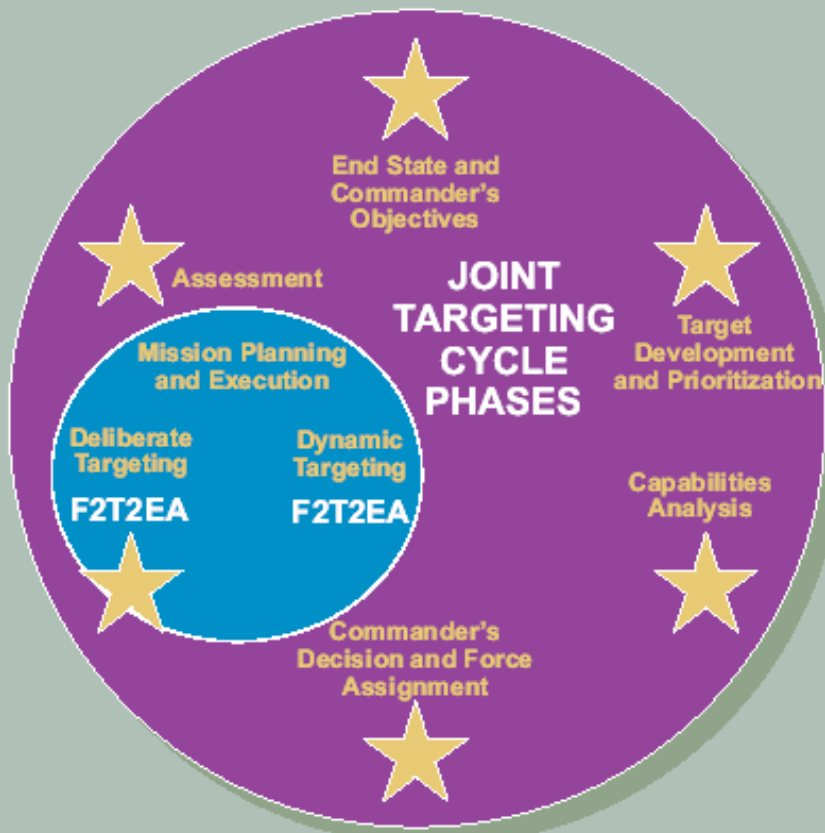 End State and
Commander's
Objectives
Assessment
JOINT
TARGETING
CYCLE
PHASES
Target
Development
and Prioritization
Mission Planning
and Execution
Deliberate
Targeting
F2T2EA
Dynamic
Targeting
F2T2EA
Capabilities
Analysis
Commander's
Decision and Force
Assignment